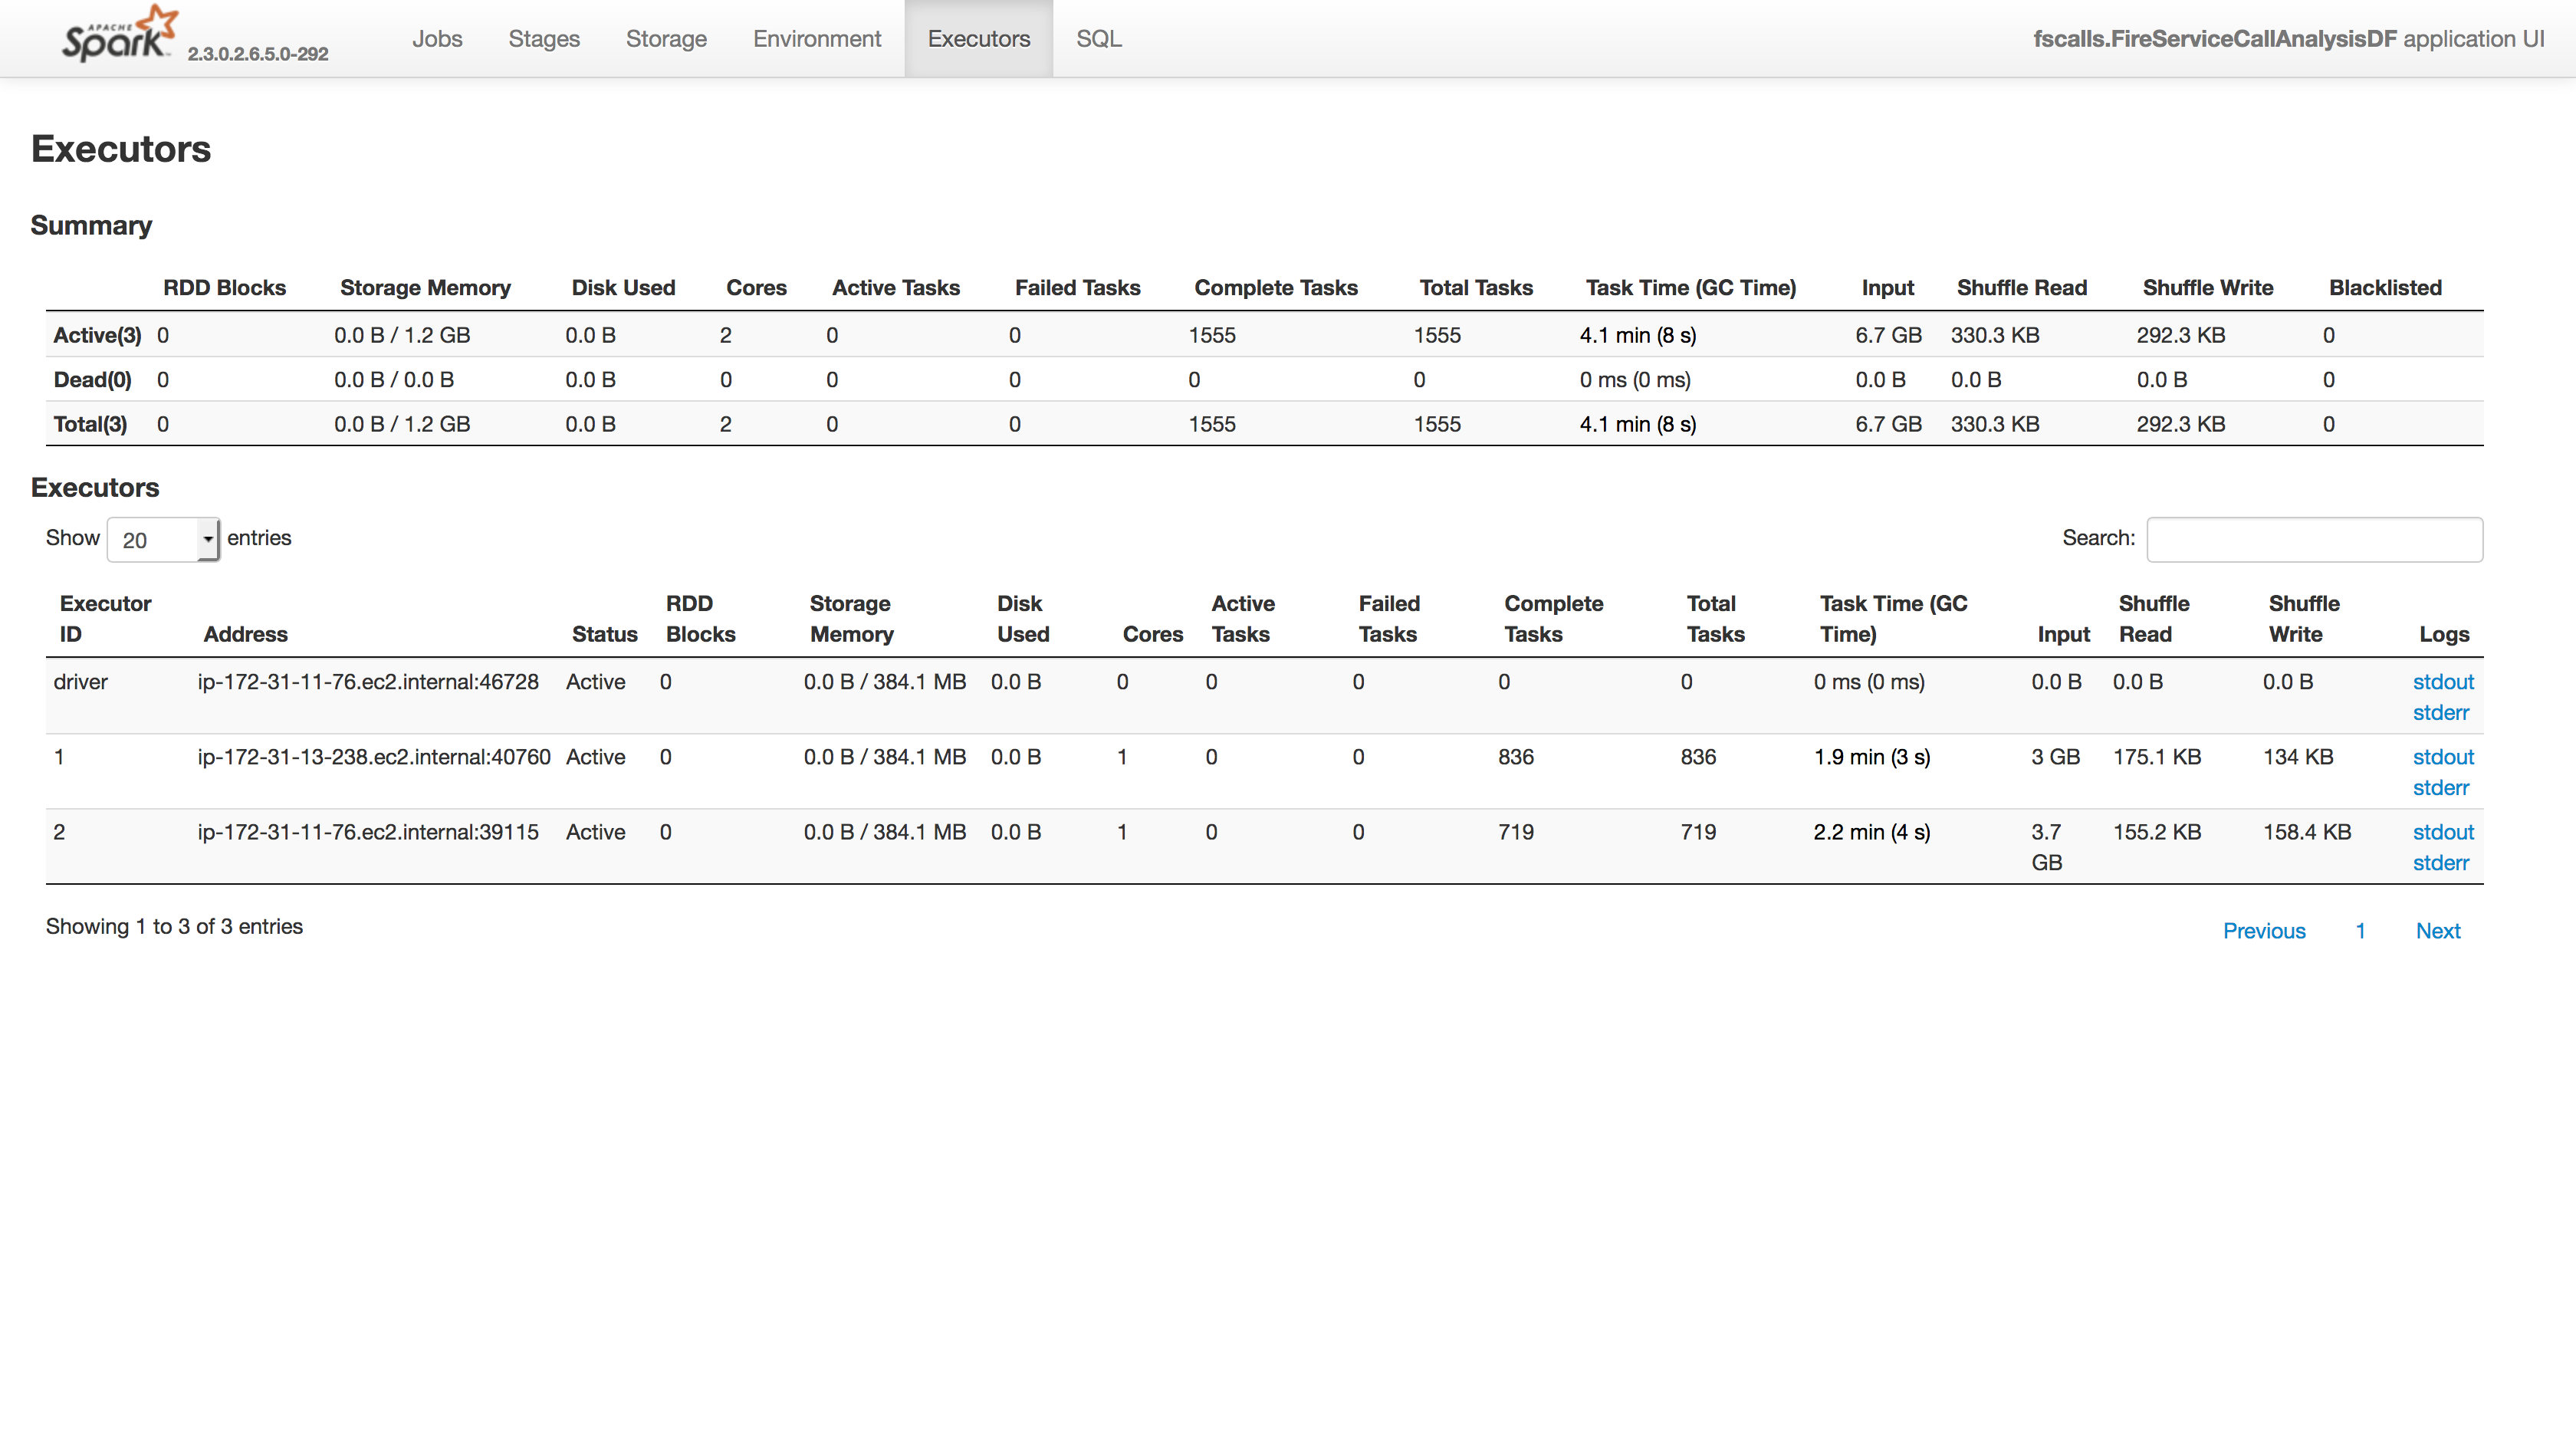 APACHE
Spark 2.3.0.2.6.5.0-292 Jobs Stages Storage Environment Executors SQL fscalls.FireServiceCallAnalysisDF application UI
Executors
Summary
RDD Blocks Storage Memory Disk Used Cores Active Tasks Failed Tasks Complete Tasks Total Tasks Task Time (GC Time) Input Shuffle Read Shuffle Write Blacklisted
Active(3) 0 0.0 B / 1.2 GB 0.0 B 2 0 0 1555 1555 4.1 min (8 s) 6.7 GB 330.3 KB 292.3 KB 0
Dead(0) 0 0.0 B / 0.0 B 0.0 B 0 0 0 0 0 0 ms (0 ms) 0.0 B 0.0 B 0.0 B 0
Total(3) 0 0.0 B / 1.2 GB 0.0 B 2 0 0 1555 1555 4.1 min (8 s) 6.7 GB 330.3 KB 292.3 KB 0
Executors
Show 20 entries Search:
Executor RDD Storage Disk Active Failed Complete Total Task Time (GC Shuffle Shuffle
ID Address Status Blocks Memory Used Cores Tasks Tasks Tasks Tasks Time) Input Read Write Logs
driver ip-172-31-11-76.ec2.internal:46728 Active 0 0.0 B / 384.1 MB 0.0 B 0 0 0 0 0 0 ms (0 ms) 0.0 B 0.0 B 0.0 B stdout
stderr
1 ip-172-31-13-238.ec2.internal:40760 Active 0 0.0 B / 384.1 MB 0.0 B 1 0 0 836 836 1.9 min (3 s) 3 GB 175.1 KB 134 KB stdout
stderr
2 ip-172-31-11-76.ec2.internal:39115 Active 0 0.0 B / 384.1 MB 0.0 B 1 0 0 719 719 2.2 min (4 s) 3.7 155.2 KB 158.4 KB stdout
GB stderr
Showing 1 to 3 of 3 entries Previous 1 Next